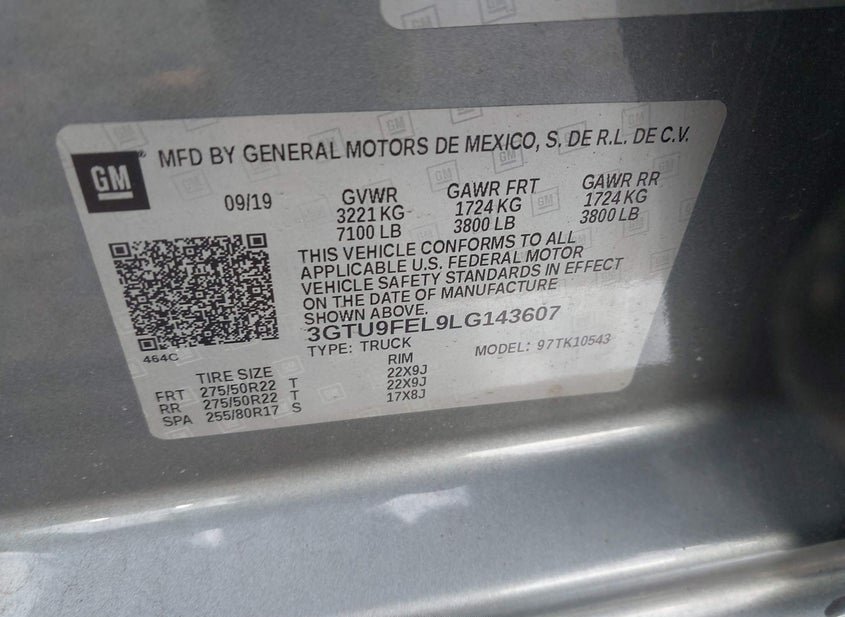 GM
MFD BY GENERAL MOTORS DE MEXICO, S. DE R.L. DE C.V.
09/19 GVWR GAWR FRT GAWR RR
3221 KG 1724 KG 1724 KG
7100 LB 3800 LB 3800 LB
THIS VEHICLE CONFORMS TO ALL
APPLICABLE U.S. FEDERAL MOTOR
VEHICLE SAFETY STANDARDS IN EFFECT
ON THE DATE OF MANUFACTURE
SHOWN ABOVE.
3GTU9FEL9LG143607
TYPE: TRUCK MODEL: 97TK10543
464C
TIRE SIZE RIM
FRT 275/50R22 T 22X9J
RR 275/50R22 T 22X9J
SPA 255/80R17 S 17X8J